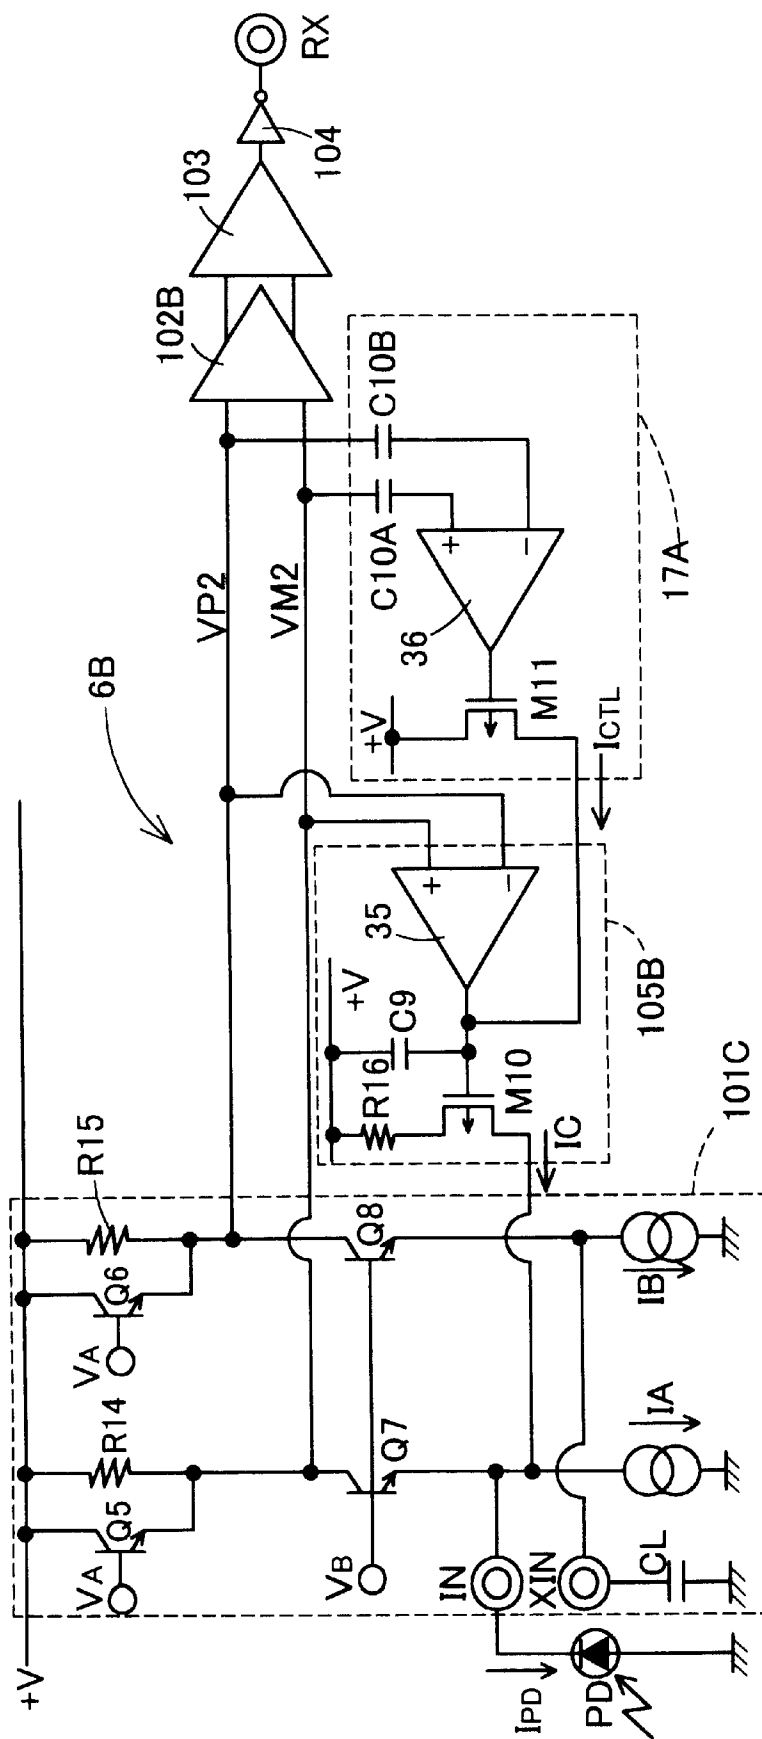 6B
+V
VA
Q5
R14
VA
Q6
R15
VP2
VM2
102B
103
104
RX
VB
Q7
Q8
R16
+V
C9
35
+
−
M10
IC
105B
+V
C10A
C10B
36
+
−
M11
ICTL
17A
IPD
PD
IN
XIN
CL
IA
IB
101C